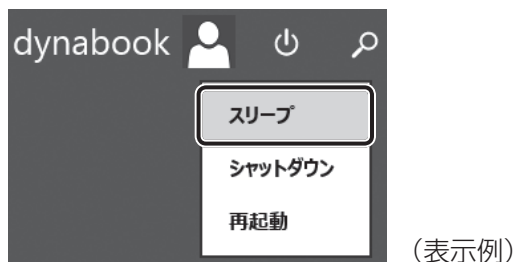 dynabook
スリープ
シャットダウン
再起動
（表示例）